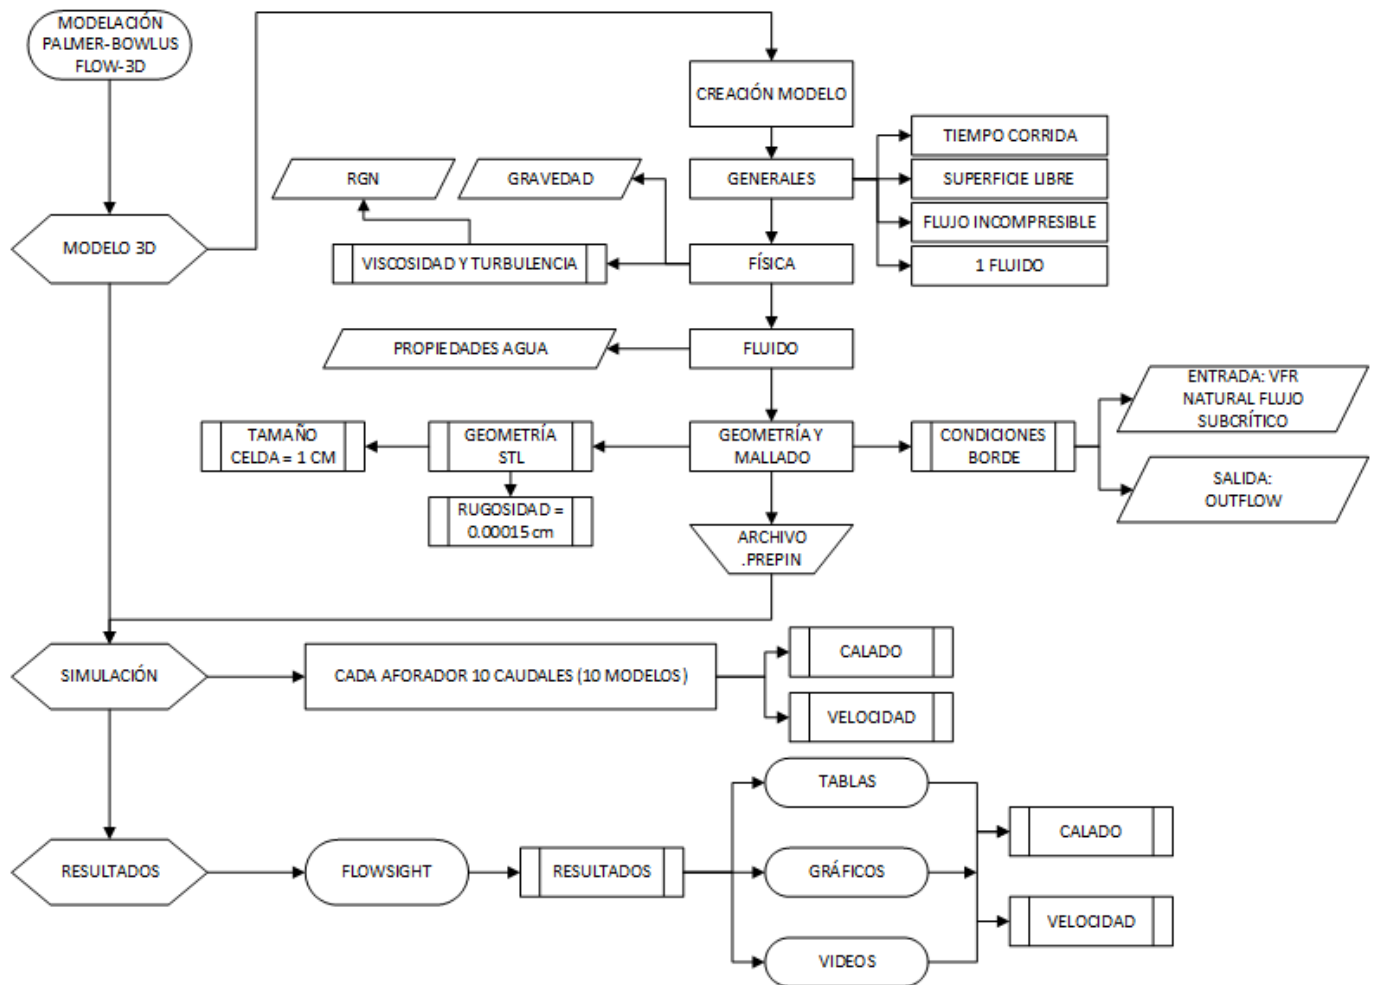 MODELACIÓN
PALMER-BOWLUS
FLOW-3D
CREACIÓN MODELO
TIEMPO CORRIDA
RGN
GRAVEDAD
GENERALES
SUPERFICIE LIBRE
FLUJO INCOMPRESIBLE
MODELO 3D
VISCOSIDAD Y TURBULENCIA
FÍSICA
1 FLUIDO
PROPIEDADES AGUA
FLUIDO
ENTRADA: VFR
NATURAL FLUJO
SUBCRÍTICO
TAMAÑO
CELDA = 1 CM
GEOMETRÍA
STL
GEOMETRÍA Y
MALLADO
CONDICIONES
BORDE
SALIDA:
OUTFLOW
RUGOSIDAD =
0.00015 cm
ARCHIVO
.PREPIN
SIMULACIÓN
CADA AFORADOR 10 CAUDALES (10 MODELOS)
CALADO
VELOCIDAD
TABLAS
CALADO
RESULTADOS
FLOWSIGHT
RESULTADOS
GRÁFICOS
VELOCIDAD
VIDEOS